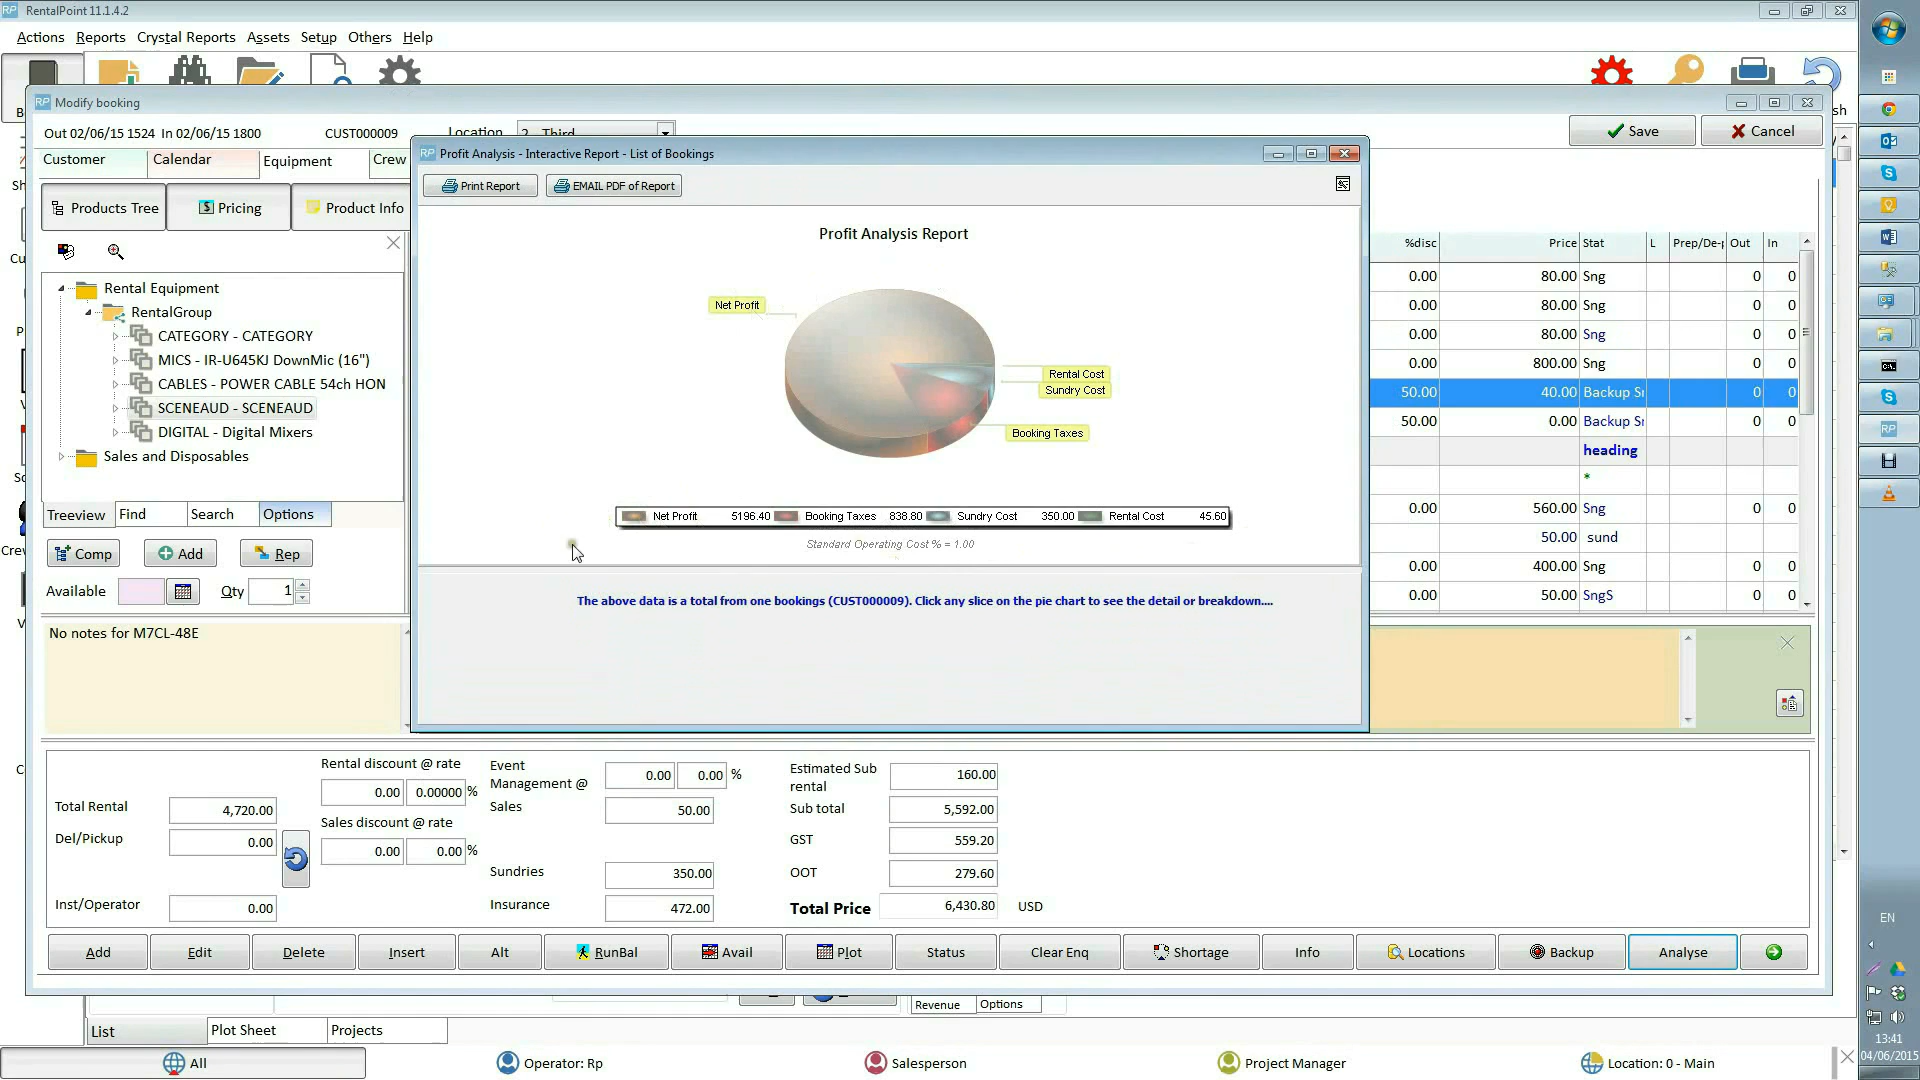 RentalPoint 11.1.4.2
Actions Reports Crystal Reports Assets Setup Others Help
Modify booking
Out 02/06/15 1524 In 02/06/15 1800 CUST000009 Location 2 - Third
Save Cancel
Customer Calendar Equipment Crew
Products Tree Pricing Product Info
Rental Equipment
RentalGroup
CATEGORY - CATEGORY
MICS - IR-U645KJ DownMic (16")
CABLES - POWER CABLE 54ch HON
SCENEAUD - SCENEAUD
DIGITAL - Digital Mixers
Sales and Disposables
Treeview Find Search Options
Comp Add Rep
Available Qty 1
No notes for M7CL-48E
Profit Analysis - Interactive Report - List of Bookings
Print Report EMAIL PDF of Report
Profit Analysis Report
Net Profit
Rental Cost
Sundry Cost
Booking Taxes
Net Profit 5196.40 Booking Taxes 838.80 Sundry Cost 350.00 Rental Cost 45.60
Standard Operating Cost % = 1.00
The above data is a total from one bookings (CUST000009). Click any slice on the pie chart to see the detail or breakdown....
%disc Price Stat L Prep/De-p Out In
0.00 80.00 Sng 0 0
0.00 80.00 Sng 0 0
0.00 80.00 Sng 0 0
0.00 800.00 Sng 0 0
50.00 40.00 Backup Sr 0 0
50.00 0.00 Backup Sr 0 0
heading
*
0.00 560.00 Sng 0 0
50.00 sund
400.00 Sng 0 0
50.00 SngS 0 0
Total Rental 4,720.00
Del/Pickup 0.00
Inst/Operator 0.00
Rental discount @ rate
0.00 0.00000 %
Sales discount @ rate
0.00 0.00 %
Event Management @ 0.00 0.00 %
Sales 50.00
Sundries 350.00
Insurance 472.00
Estimated Sub rental 160.00
Sub total 5,592.00
GST 559.20
OOT 279.60
Total Price 6,430.80 USD
Add Edit Delete Insert Alt RunBal Avail Plot Status Clear Enq Shortage Info Locations Backup Analyse
Revenue Options
List Plot Sheet Projects
All Operator: Rp Salesperson Project Manager Location: 0 - Main
EN
13:41
04/06/2015